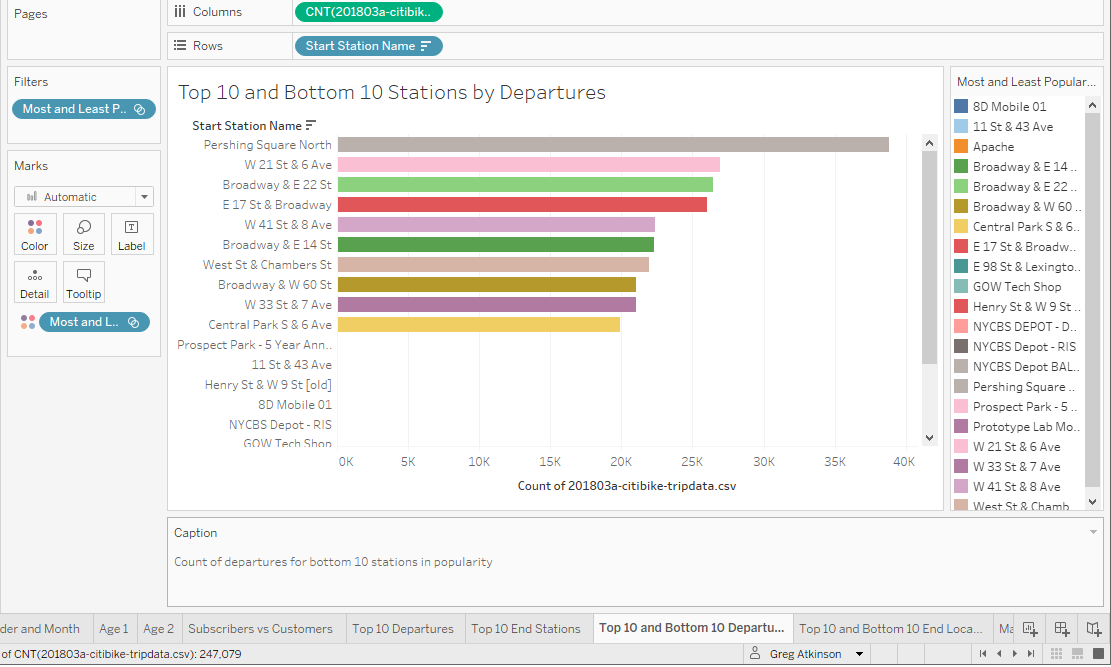 Pages
Columns
CNT(201803a-citibik..
Rows
Start Station Name
Filters
Most and Least P..
Marks
Automatic
Color
Size
Label
Detail
Tooltip
Most and L..
Top 10 and Bottom 10 Stations by Departures
Start Station Name
Pershing Square North
W 21 St & 6 Ave
Broadway & E 22 St
E 17 St & Broadway
W 41 St & 8 Ave
Broadway & E 14 St
West St & Chambers St
Broadway & W 60 St
W 33 St & 7 Ave
Central Park S & 6 Ave
Prospect Park - 5 Year Ann..
11 St & 43 Ave
Henry St & W 9 St [old]
8D Mobile 01
NYCBS Depot - RIS
GOW Tech Shop
0K 5K 10K 15K 20K 25K 30K 35K 40K
Count of 201803a-citibike-tripdata.csv
Most and Least Popular...
8D Mobile 01
11 St & 43 Ave
Apache
Broadway & E 14 ..
Broadway & E 22 ..
Broadway & W 60 ..
Central Park S & 6..
E 17 St & Broadw..
E 98 St & Lexingto..
GOW Tech Shop
Henry St & W 9 St ..
NYCBS DEPOT - D..
NYCBS Depot - RIS
NYCBS Depot BAL..
Pershing Square ..
Prospect Park - 5 ..
Prototype Lab Mo..
W 21 St & 6 Ave
W 33 St & 7 Ave
W 41 St & 8 Ave
West St & Chamb..
Caption
Count of departures for bottom 10 stations in popularity
der and Month
Age 1
Age 2
Subscribers vs Customers
Top 10 Departures
Top 10 End Stations
Top 10 and Bottom 10 Departu...
Top 10 and Bottom 10 End Loca...
Ma
of CNT(201803a-citibike-tripdata.csv): 247,079
Greg Atkinson